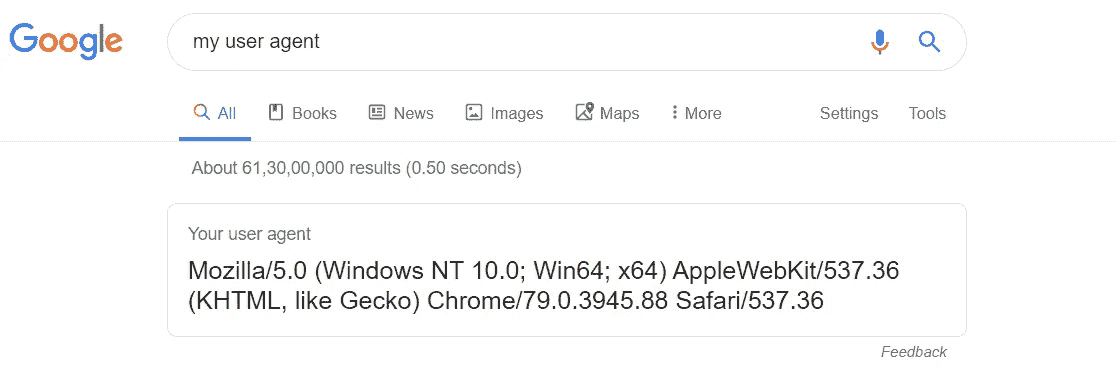 Google
my user agent
All Books News Images Maps More Settings Tools
About 61,30,00,000 results (0.50 seconds)
Your user agent
Mozilla/5.0 (Windows NT 10.0; Win64; x64) AppleWebKit/537.36
(KHTML, like Gecko) Chrome/79.0.3945.88 Safari/537.36
Feedback